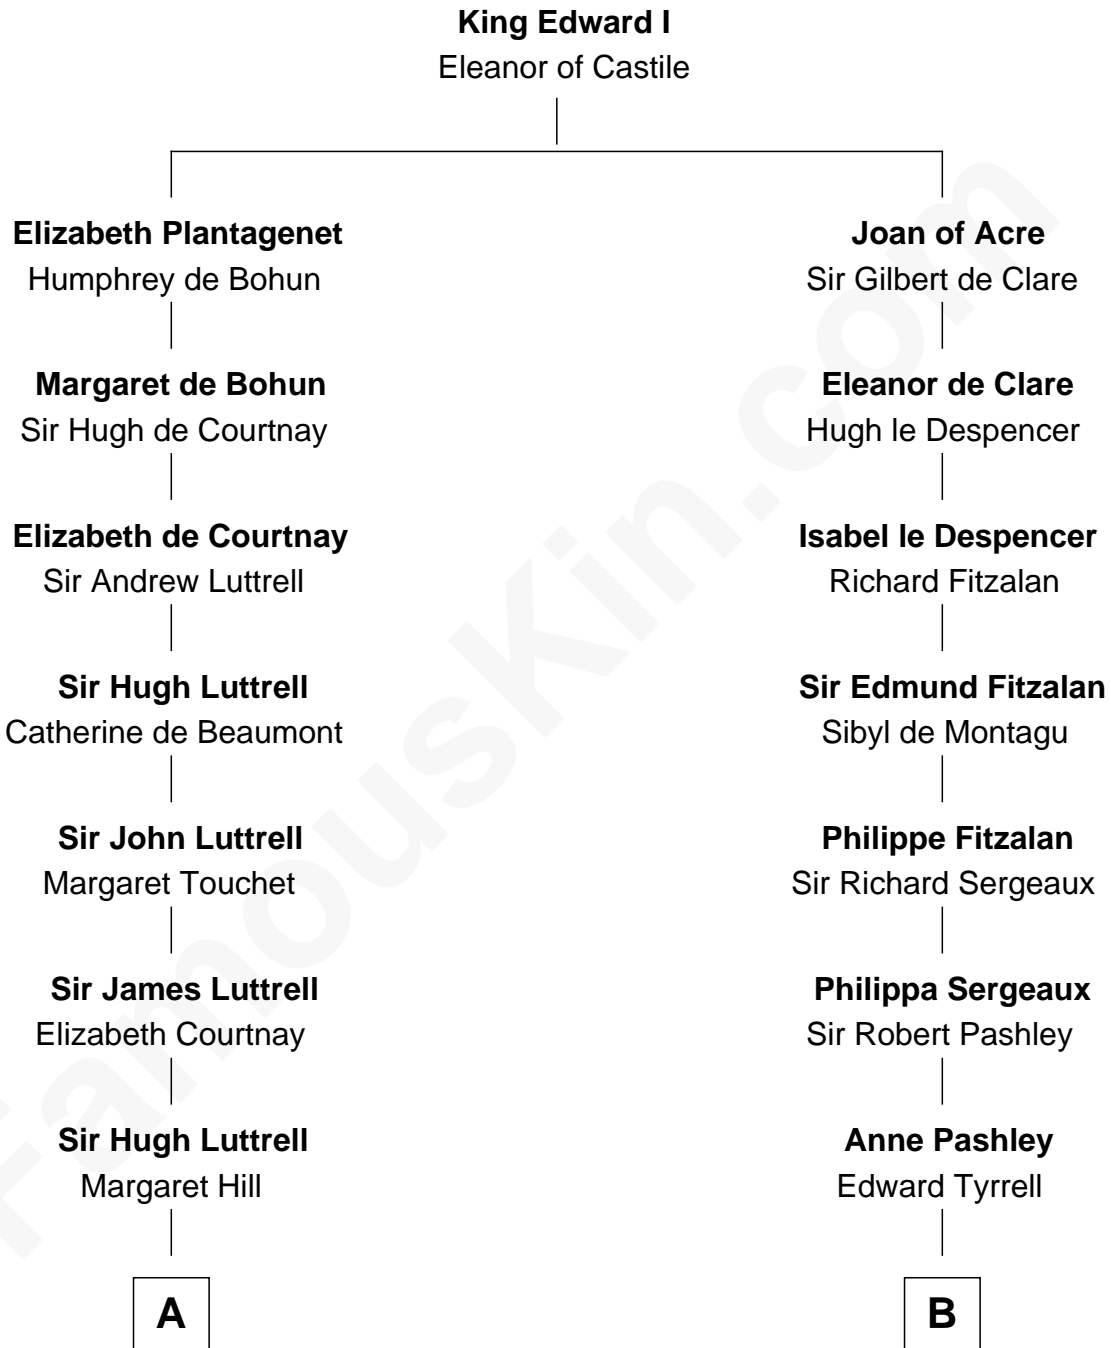 King Edward I
Eleanor of Castile
Elizabeth Plantagenet
Humphrey de Bohun
Margaret de Bohun
Sir Hugh de Courtnay
Elizabeth de Courtnay
Sir Andrew Luttrell
Sir Hugh Luttrell
Catherine de Beaumont
Sir John Luttrell
Margaret Touchet
Sir James Luttrell
Elizabeth Courtnay
Sir Hugh Luttrell
Margaret Hill
A
Joan of Acre
Sir Gilbert de Clare
Eleanor de Clare
Hugh le Despencer
Isabel le Despencer
Richard Fitzalan
Sir Edmund Fitzalan
Sibyl de Montagu
Philippe Fitzalan
Sir Richard Sergeaux
Philippa Sergeaux
Sir Robert Pashley
Anne Pashley
Edward Tyrrell
B
FamousKin.com